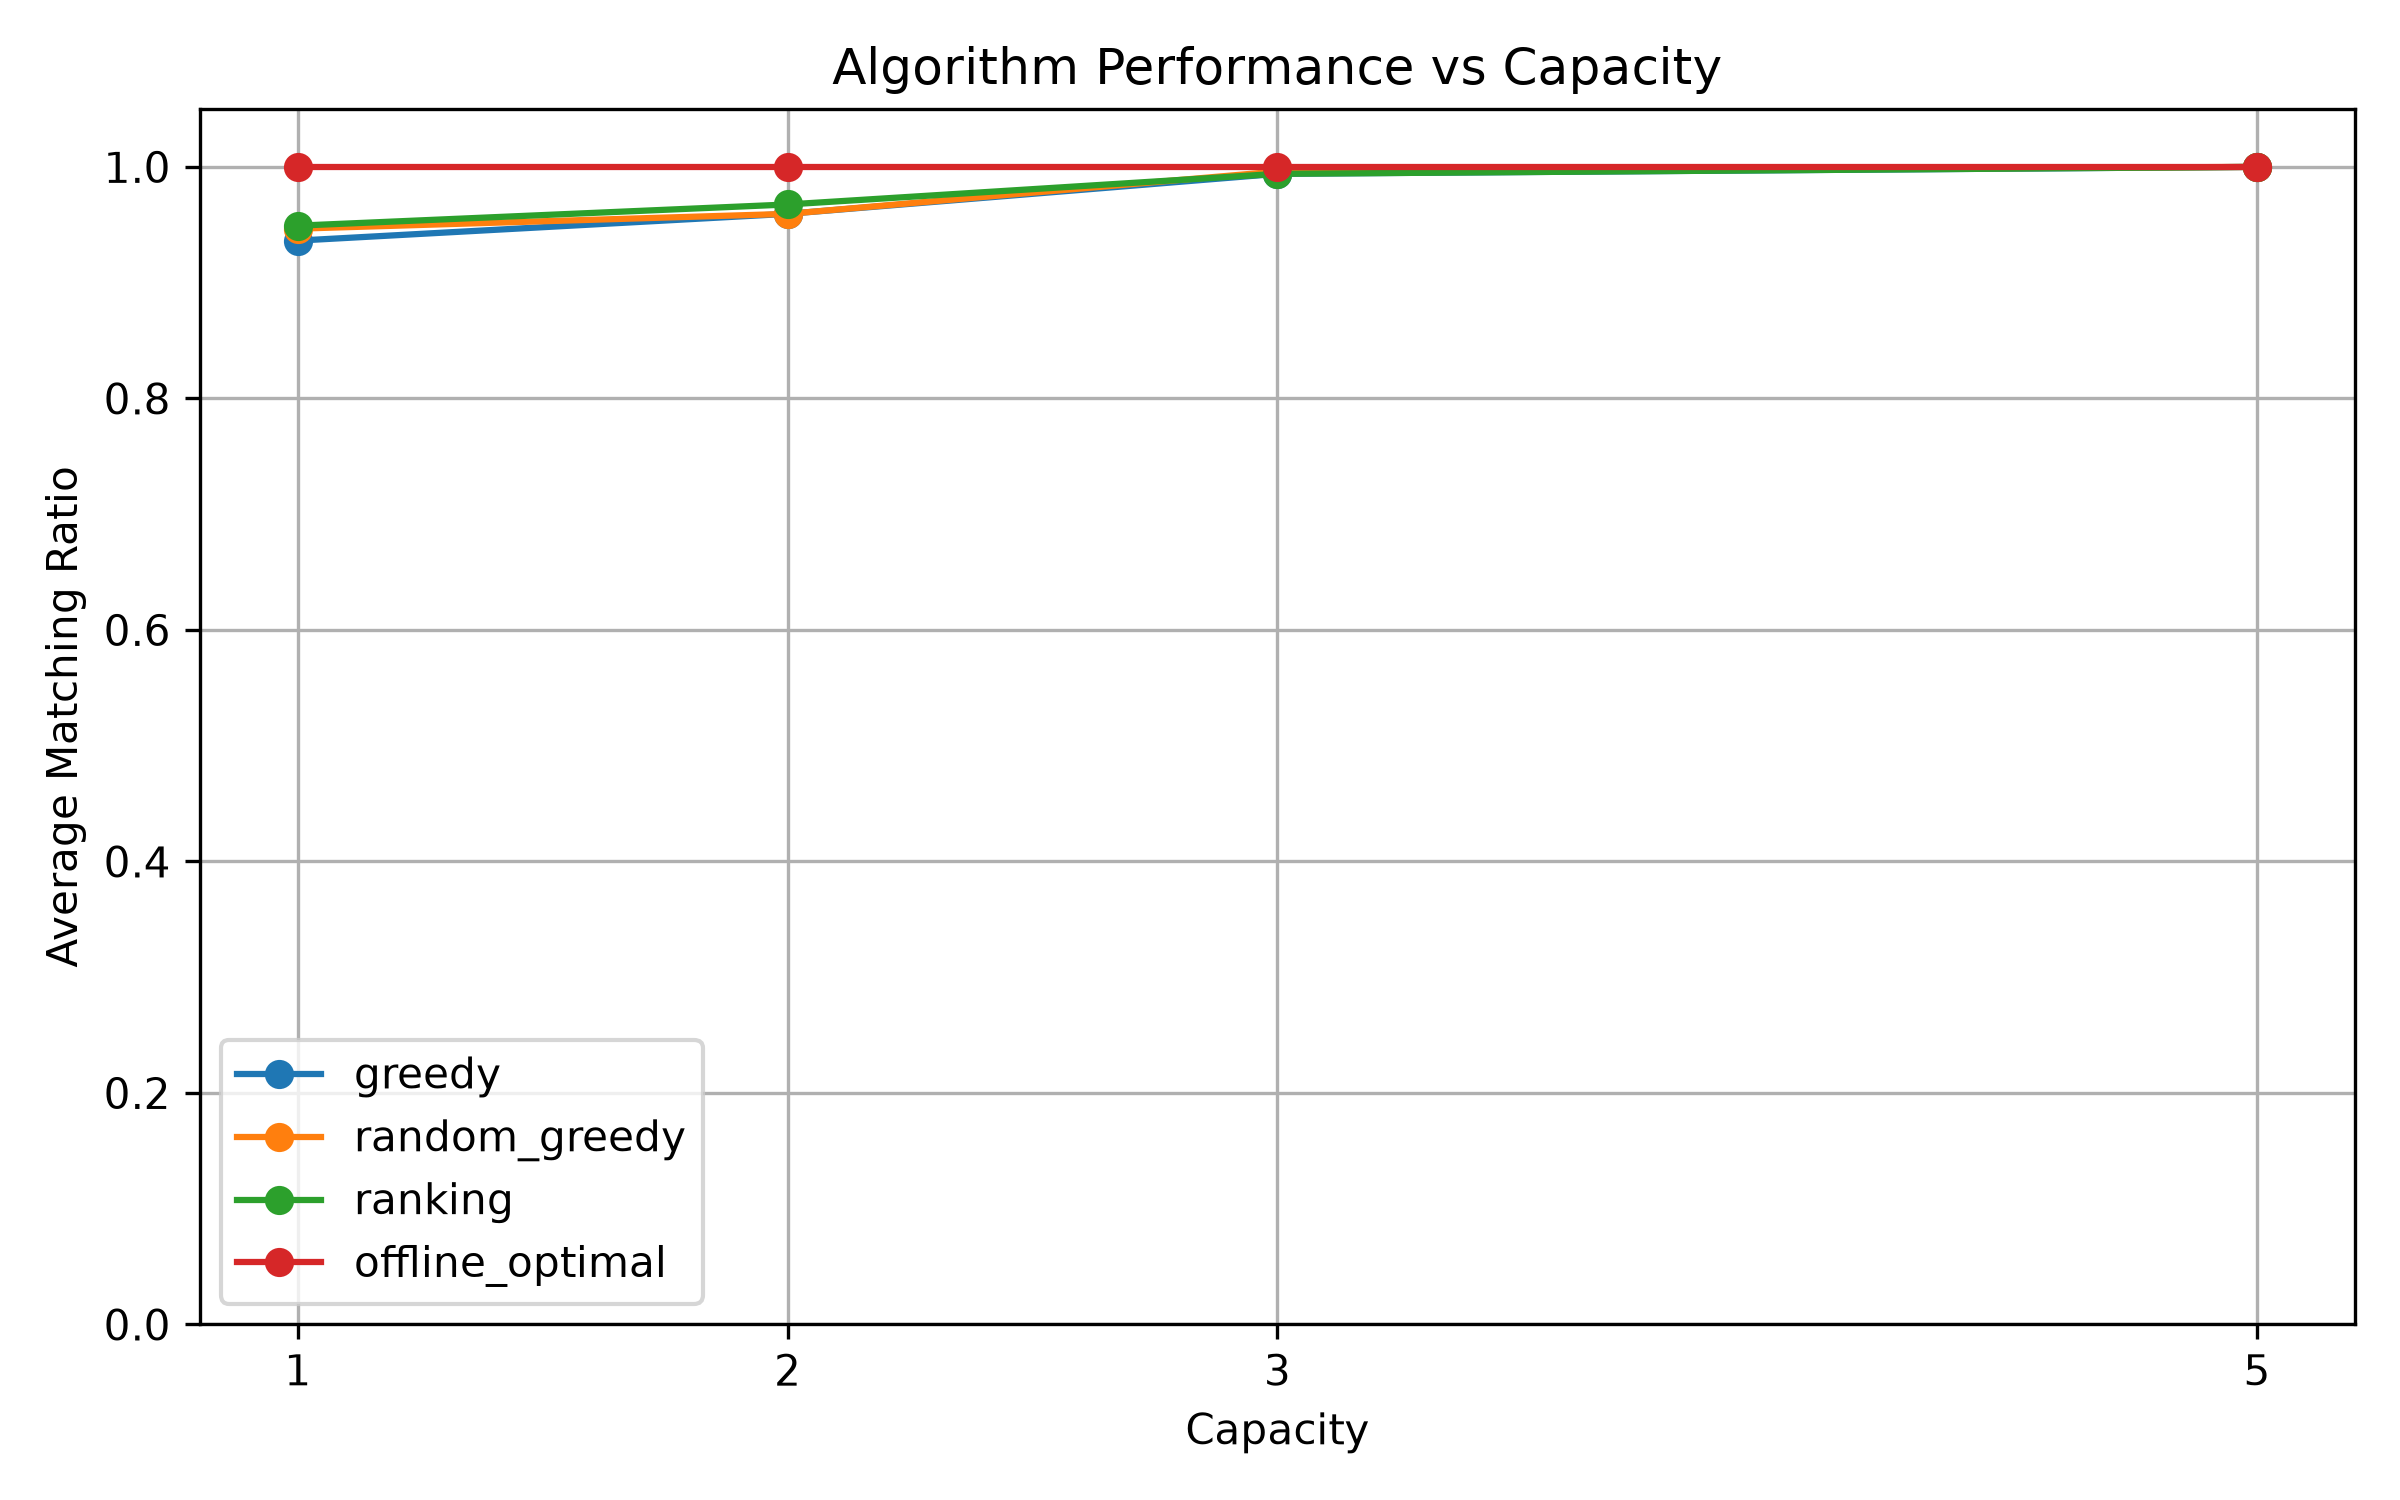 Algorithm Performance vs Capacity
Average Matching Ratio
1.0
0.8
0.6
0.4
0.2
0.0
greedy
random_greedy
ranking
offline_optimal
1 2 3 5
Capacity